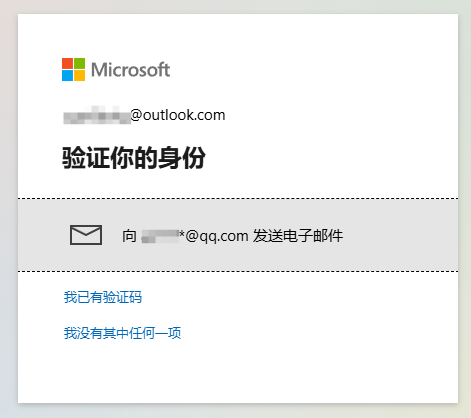 Microsoft
@outlook.com
验证你的身份
向 *@qq.com 发送电子邮件
我已有验证码
我没有其中任何一项